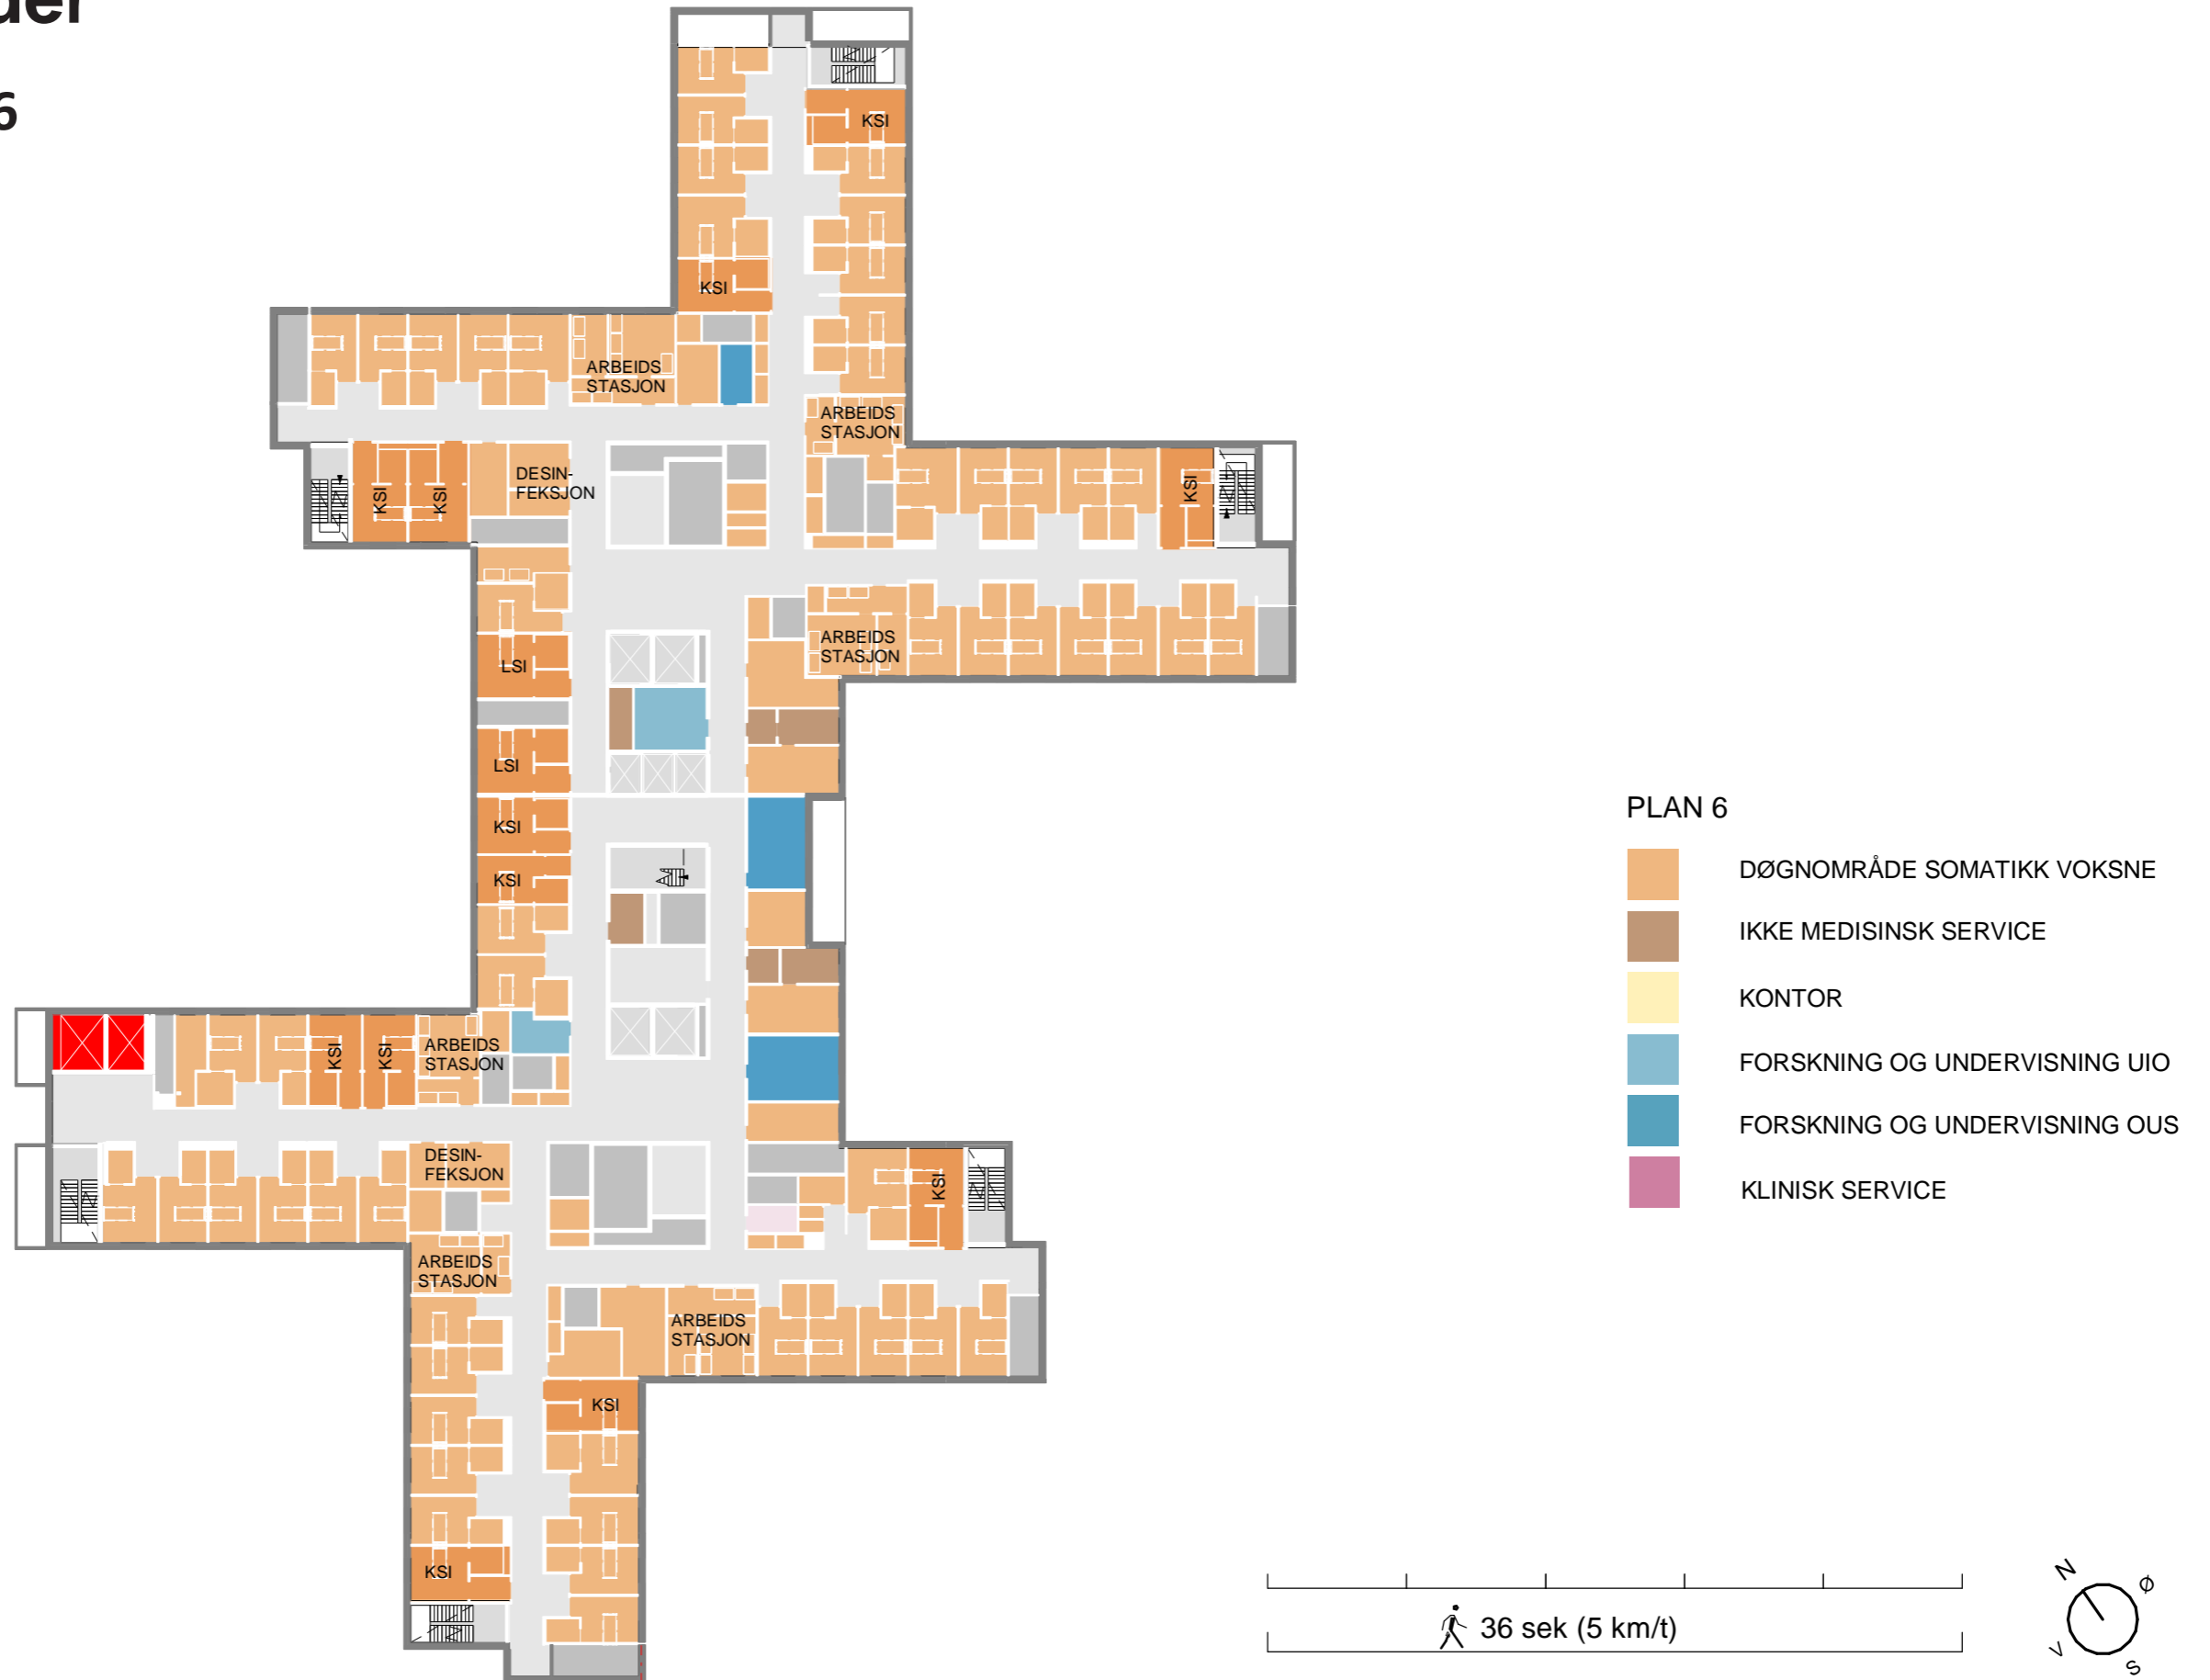 der
6
KSI
KSI
ARBEIDS
STASJON
ARBEIDS
STASJON
DESIN-
FEKSJON
KSI
KSI
KSI
ARBEIDS
STASJON
LSI
LSI
KSI
KSI
KSI
KSI
ARBEIDS
STASJON
DESIN-
FEKSJON
KSI
ARBEIDS
STASJON
ARBEIDS
STASJON
KSI
KSI
PLAN 6
DØGNOMRÅDE SOMATIKK VOKSNE
IKKE MEDISINSK SERVICE
KONTOR
FORSKNING OG UNDERVISNING UIO
FORSKNING OG UNDERVISNING OUS
KLINISK SERVICE
36 sek (5 km/t)
N
Ø
V
S